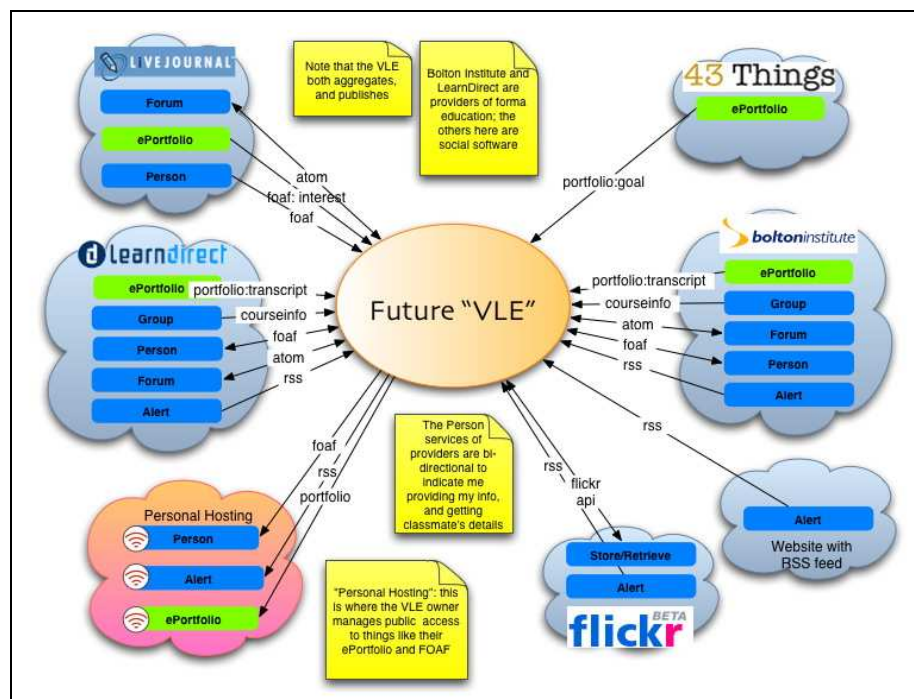 LIVEJOURNAL
Forum
ePortfolio
Person
Note that the VLE
both aggregates,
and publishes
Bolton Institute and
LearnDirect are
providers of forma
education; the
others here are
social software
43 Things
ePortfolio
atom
foaf: interest
foaf
portfolio:goal
learndirect
ePortfolio
Group
Person
Forum
Alert
portfolio:transcript
courseinfo
foaf
atom
rss
Future "VLE"
boltoninstitute
ePortfolio
Group
Forum
Person
Alert
portfolio:transcript
courseinfo
atom
foaf
rss
foaf
rss
portfolio
The Person
services of
providers are bi-
directional to
indicate me
providing my info,
and getting
classmate's details
rss
flickr
api
rss
Personal Hosting
Person
Alert
ePortfolio
"Personal Hosting": this
is where the VLE owner
manages public access
to things like their
ePortfolio and FOAF
Store/Retrieve
Alert
BETA
flickr
Alert
Website with
RSS feed